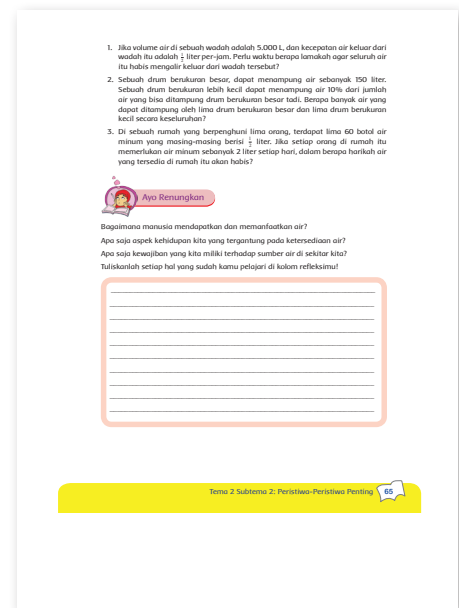 1. Jika volume air di sebuah wadah adalah 5.000 L, dan kecepatan air keluar dari
wadah itu adalah liter per-jam. Perlu waktu berapa lamakah agar seluruh air
itu habis mengalir keluar dari wadah tersebut?
2. Sebuah drum berukuran besar, dapat menampung air sebanyak 150 liter.
Sebuah drum berukuran lebih kecil dapat menampung air 10% dari jumlah
air yang bisa ditampung drum berukuran besar tadi. Berapa banyak air yang
dapat ditampung oleh lima drum berukuran besar dan lima drum berukuran
kecil secara keseluruhan?
3. Di sebuah rumah yang berpenghuni lima orang, terdapat lima 60 botol air
minum yang masing-masing berisi liter. Jika setiap orang di rumah itu
memerlukan air minum sebanyak 2 liter setiap hari, dalam berapa harikah air
yang tersedia di rumah itu akan habis?
Ayo Renungkan
Bagaimana manusia mendapatkan dan memanfaatkan air?
Apa saja aspek kehidupan kita yang tergantung pada ketersediaan air?
Apa saja kewajiban yang kita miliki terhadap sumber air di sekitar kita?
Tuliskanlah setiap hal yang sudah kamu pelajari di kolom refleksimu!
Tema 2 Subtema 2: Peristiwa-Peristiwa Penting 65